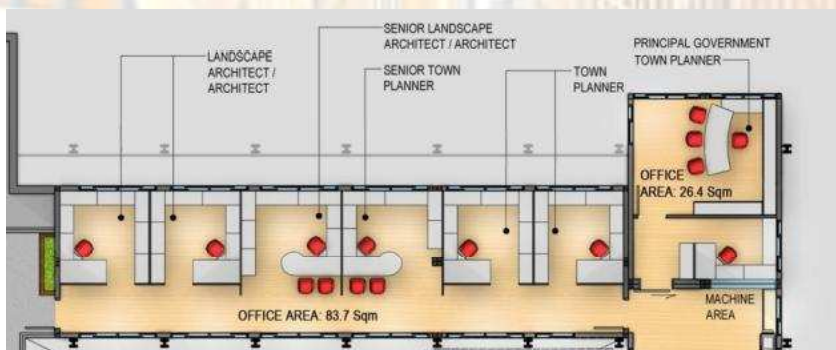 SENIOR LANDSCAPE
ARCHITECT / ARCHITECT
LANDSCAPE
ARCHITECT /
ARCHITECT
SENIOR TOWN
PLANNER
TOWN
PLANNER
PRINCIPAL GOVERNMENT
TOWN PLANNER
OFFICE
AREA: 26.4 Sqm
OFFICE AREA: 83.7 Sqm
MACHINE
AREA